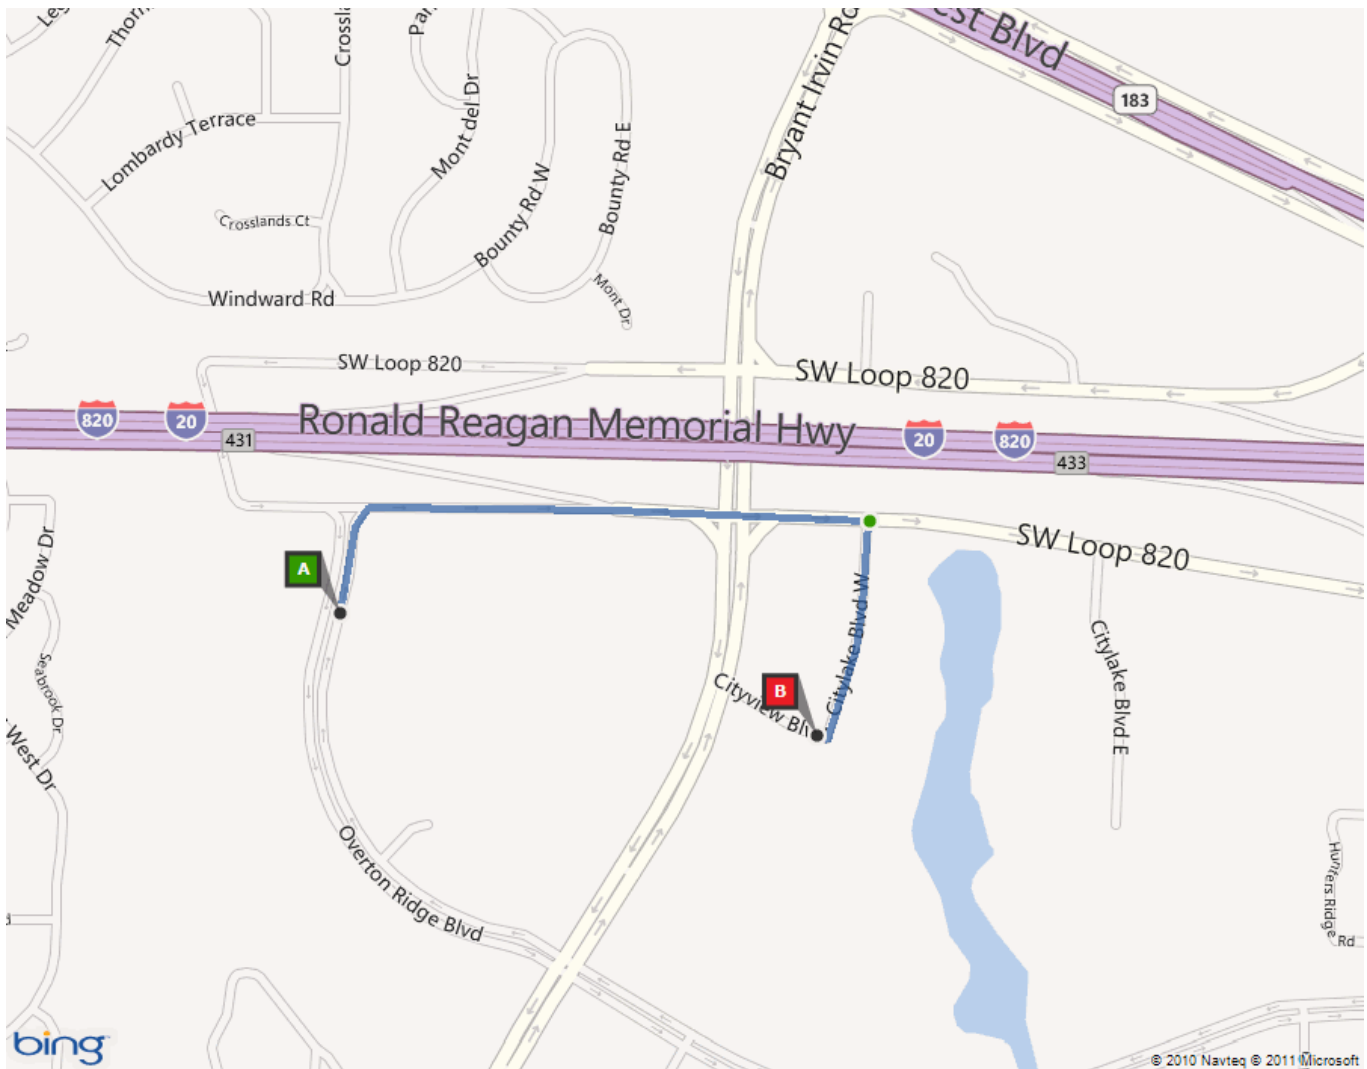 Bryant Irvin Rd
est Blvd
183
Lombardy Terrace
Mont del Dr
Bounty Rd W
Bounty Rd E
Crosslands Ct
Mont Dr
Windward Rd
SW Loop 820
SW Loop 820
820
20
Ronald Reagan Memorial Hwy
20
820
431
433
SW Loop 820
Meadow Dr
A
Seabrook Dr
West Dr
Citylake Blvd W
B
Cityview Blv
Citylake Blvd E
Overton Ridge Blvd
Hunters Ridge
Rd
bing
© 2010 Navteq © 2011 Microsoft